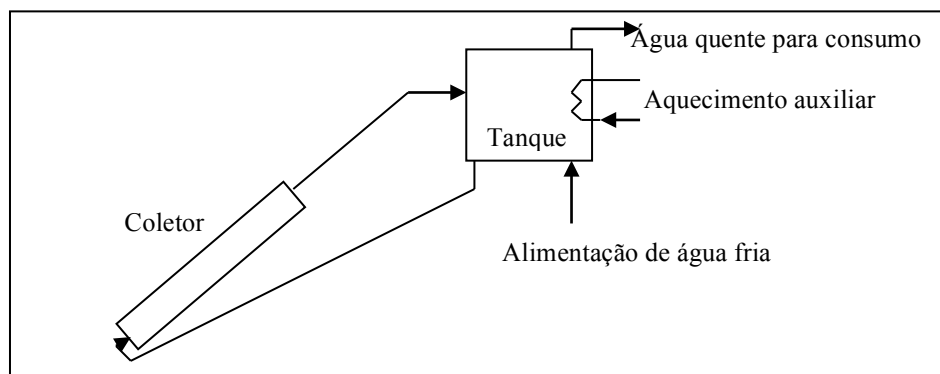 Água quente para consumo
Aquecimento auxiliar
Tanque
Coletor
Alimentação de água fria